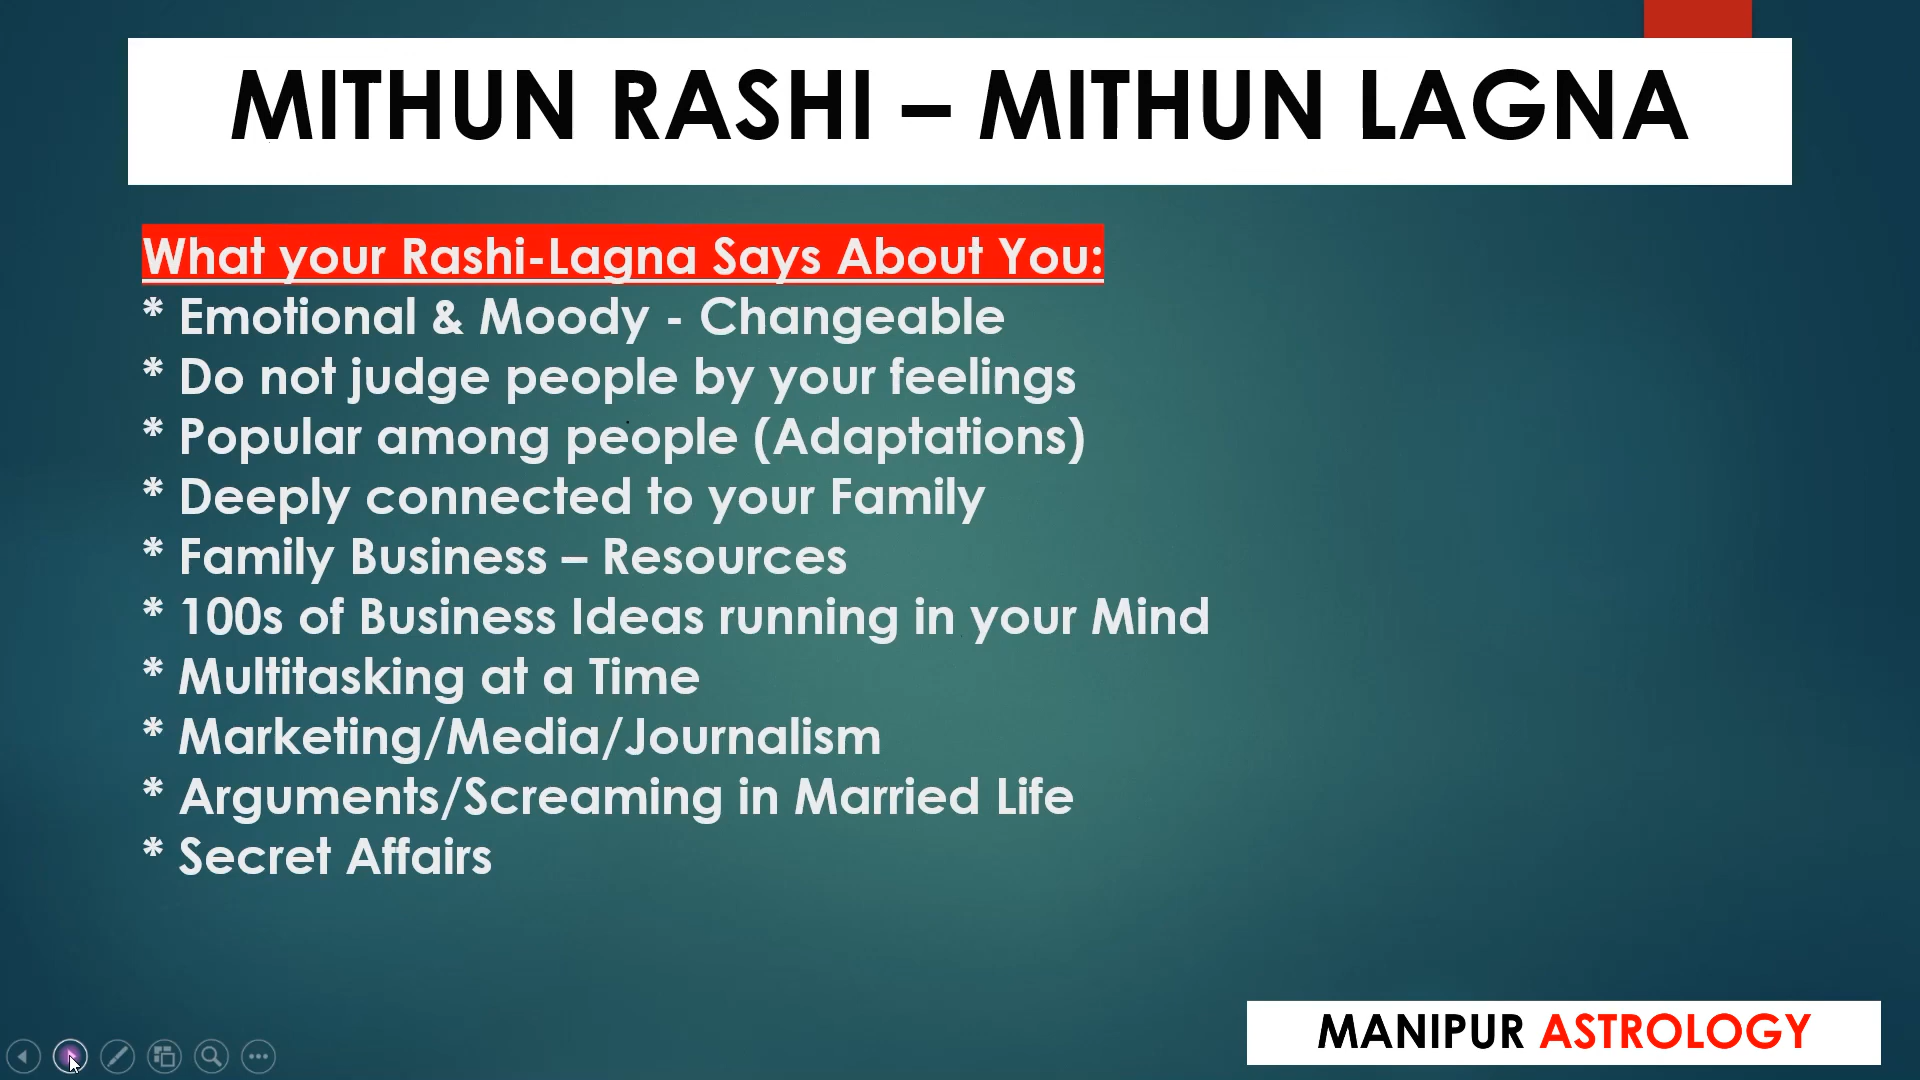 MITHUN RASHI – MITHUN LAGNA
What your Rashi-Lagna Says About You:
* Emotional & Moody - Changeable
* Do not judge people by your feelings
* Popular among people (Adaptations)
* Deeply connected to your Family
* Family Business – Resources
* 100s of Business Ideas running in your Mind
* Multitasking at a Time
* Marketing/Media/Journalism
* Arguments/Screaming in Married Life
* Secret Affairs
MANIPUR ASTROLOGY